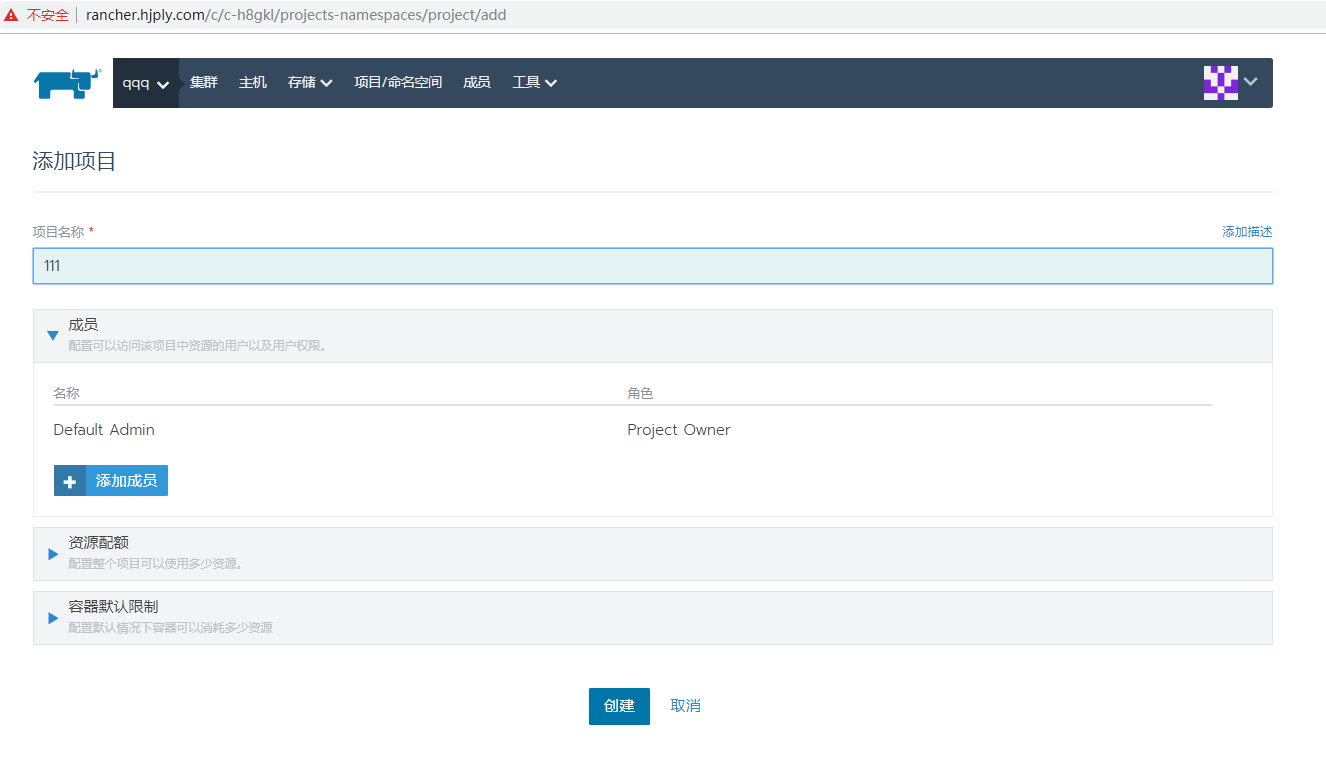 不安全 rancher.hjply.com/c/c-h8gkl/projects-namespaces/project/add
qqq 集群 主机 存储 项目/命名空间 成员 工具
添加项目
项目名称 * 添加描述
111
成员
配置可以访问该项目中资源的用户以及用户权限。
名称 角色
Default Admin Project Owner
添加成员
资源配额
配置整个项目可以使用多少资源。
容器默认限制
配置默认情况下容器可以消耗多少资源
创建 取消